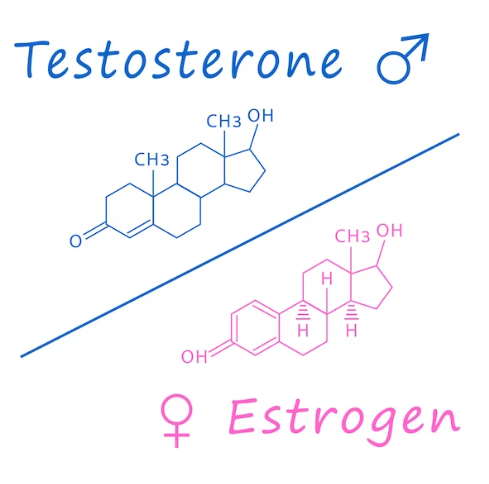 Testosterone ♂
CH3 OH
CH3
O
CH3 OH
H
H H
OH
♀ Estrogen